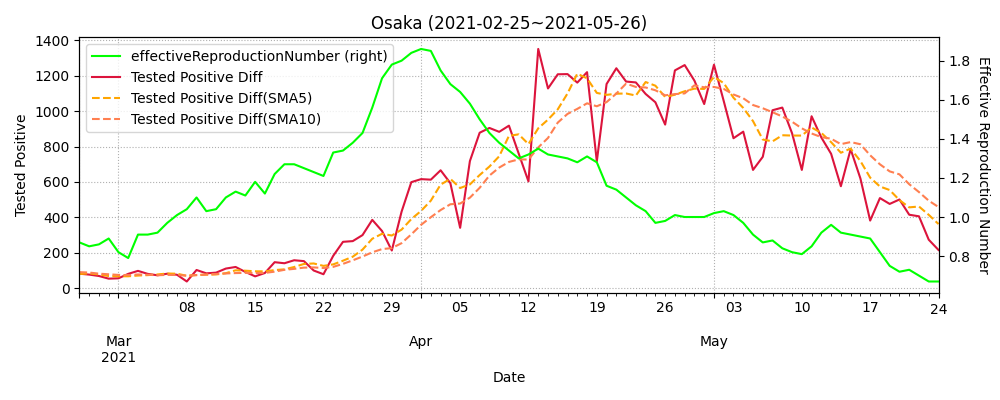 Osaka (2021-02-25~2021-05-26)
effectiveReproductionNumber (right)
Tested Positive Diff
Tested Positive Diff(SMA5)
Tested Positive Diff(SMA10)
Tested Positive
1400
1200
1000
800
600
400
200
0
Effective Reproduction Number
1.8
1.6
1.4
1.2
1.0
0.8
08 15 22 29 05 12 19 26 03 10 17 24
Mar Apr May
2021
Date